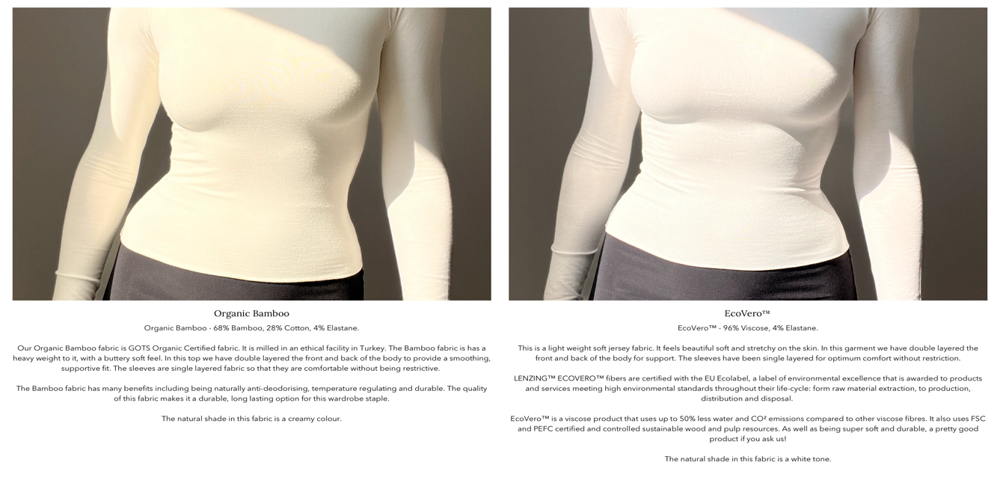 Organic Bamboo
Organic Bamboo - 68% Bamboo, 28% Cotton, 4% Elastane.
Our Organic Bamboo fabric is GOTS Organic Certified fabric. It is milled in an ethical facility in Turkey. The Bamboo fabric is has a
heavy weight to it, with a buttery soft feel. In this top we have double layered the front and back of the body to provide a smoothing,
supportive fit. The sleeves are single layered fabric so that they are comfortable without being restrictive.
The Bamboo fabric has many benefits including being naturally anti-deodorising, temperature regulating and durable. The quality
of this fabric makes it a durable, long lasting option for this wardrobe staple.
The natural shade in this fabric is a creamy colour.
EcoVero™
EcoVero™ - 96% Viscose, 4% Elastane.
This is a light weight soft jersey fabric. It feels beautiful soft and stretchy on the skin. In this garment we have double layered the
front and back of the body for support. The sleeves have been single layered for optimum comfort without restriction.
LENZING™ ECOVERO™ fibers are certified with the EU Ecolabel, a label of environmental excellence that is awarded to products
and services meeting high environmental standards throughout their life-cycle: form raw material extraction, to production,
distribution and disposal.
EcoVero™ is a viscose product that uses up to 50% less water and CO² emissions compared to other viscose fibres. It also uses FSC
and PEFC certified and controlled sustainable wood and pulp resources. As well as being super soft and durable, a pretty good
product if you ask us!
The natural shade in this fabric is a white tone.